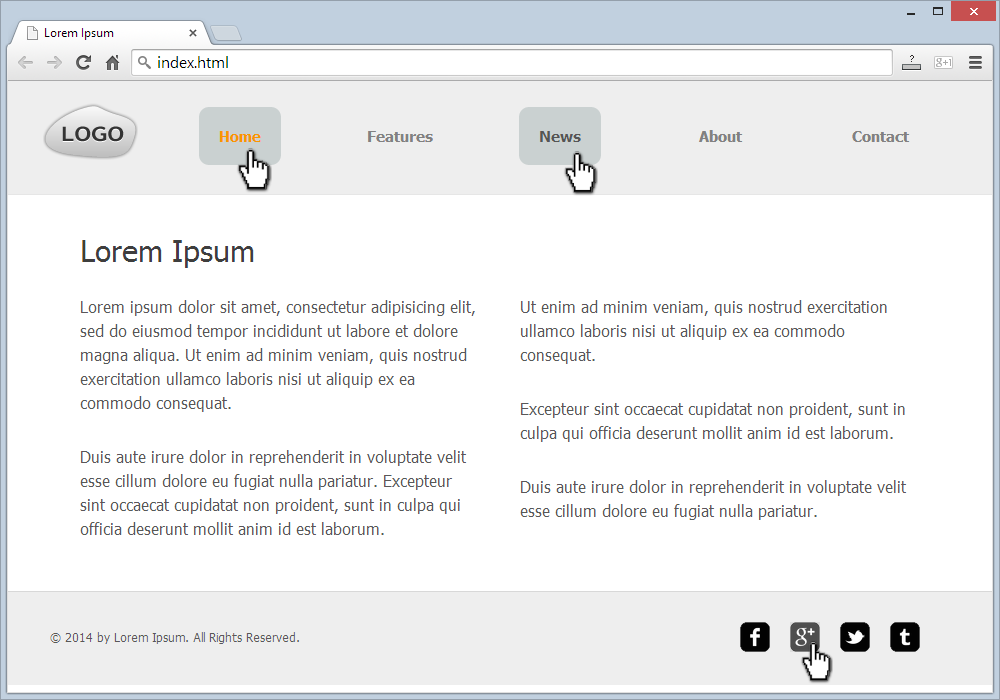 Lorem Ipsum
index.html
?
g+1
LOGO
Home
Features
News
About
Contact
Lorem Ipsum
Lorem ipsum dolor sit amet, consectetur adipisicing elit,
sed do eiusmod tempor incididunt ut labore et dolore
magna aliqua. Ut enim ad minim veniam, quis nostrud
exercitation ullamco laboris nisi ut aliquip ex ea
commodo consequat.
Duis aute irure dolor in reprehenderit in voluptate velit
esse cillum dolore eu fugiat nulla pariatur. Excepteur
sint occaecat cupidatat non proident, sunt in culpa qui
officia deserunt mollit anim id est laborum.
Ut enim ad minim veniam, quis nostrud exercitation
ullamco laboris nisi ut aliquip ex ea commodo
consequat.
Excepteur sint occaecat cupidatat non proident, sunt in
culpa qui officia deserunt mollit anim id est laborum.
Duis aute irure dolor in reprehenderit in voluptate velit
esse cillum dolore eu fugiat nulla pariatur.
© 2014 by Lorem Ipsum. All Rights Reserved.
f
g+
t